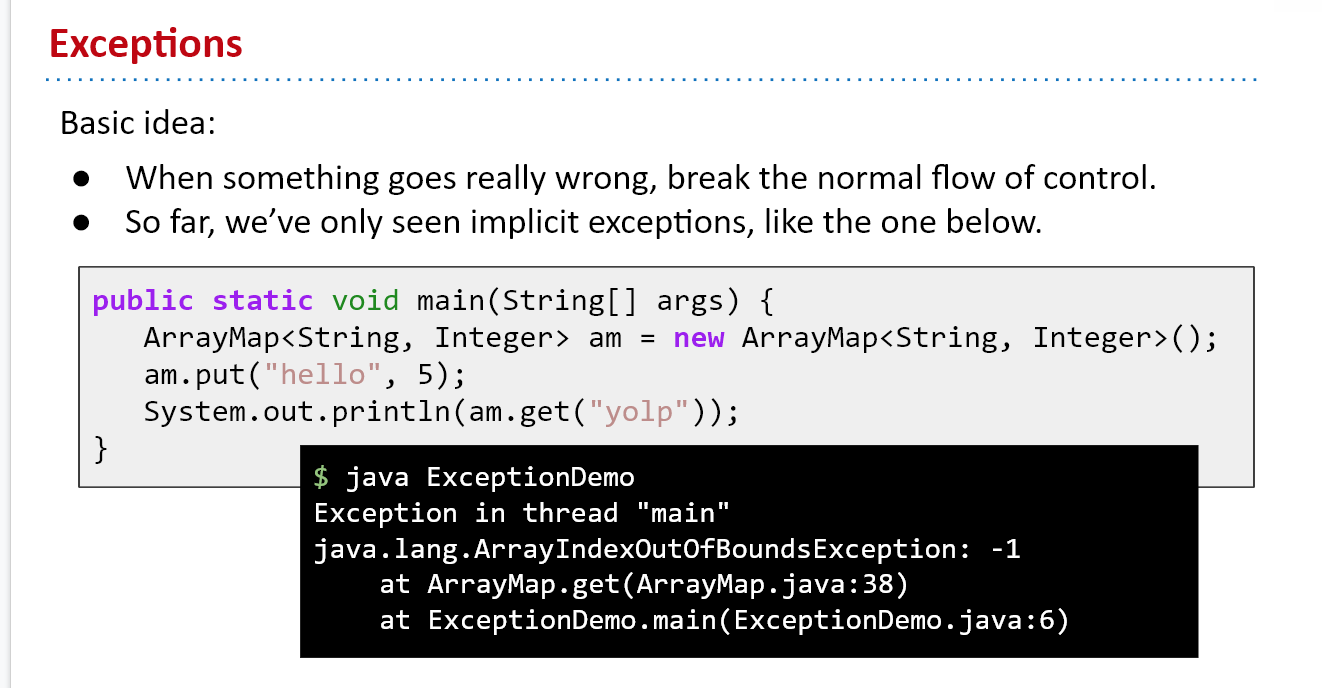 Exceptions
Basic idea:
● When something goes really wrong, break the normal flow of control.
● So far, we’ve only seen implicit exceptions, like the one below.
public static void main(String[] args) {
   ArrayMap<String, Integer> am = new ArrayMap<String, Integer>();
   am.put("hello", 5);
   System.out.println(am.get("yolp"));
}
$ java ExceptionDemo
Exception in thread "main"
java.lang.ArrayIndexOutOfBoundsException: -1
    at ArrayMap.get(ArrayMap.java:38)
    at ExceptionDemo.main(ExceptionDemo.java:6)